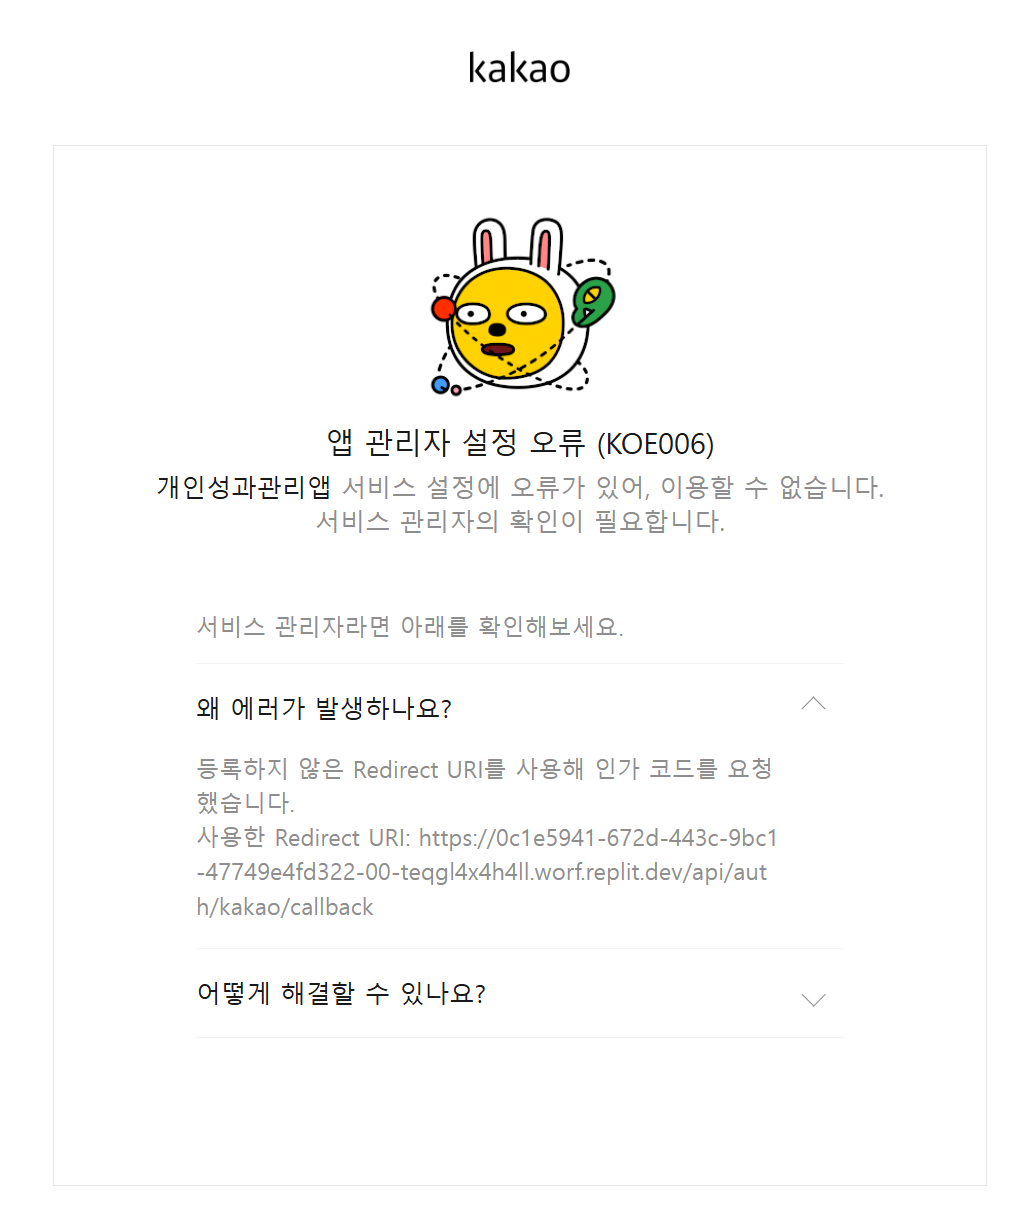 kakao
앱 관리자 설정 오류 (KOE006)
개인성과관리앱 서비스 설정에 오류가 있어, 이용할 수 없습니다.
서비스 관리자의 확인이 필요합니다.
서비스 관리자라면 아래를 확인해보세요.
왜 에러가 발생하나요?
등록하지 않은 Redirect URI를 사용해 인가 코드를 요청
했습니다.
사용한 Redirect URI: https://0c1e5941-672d-443c-9bc1
-47749e4fd322-00-teqgl4x4h4ll.worf.replit.dev/api/aut
h/kakao/callback
어떻게 해결할 수 있나요?